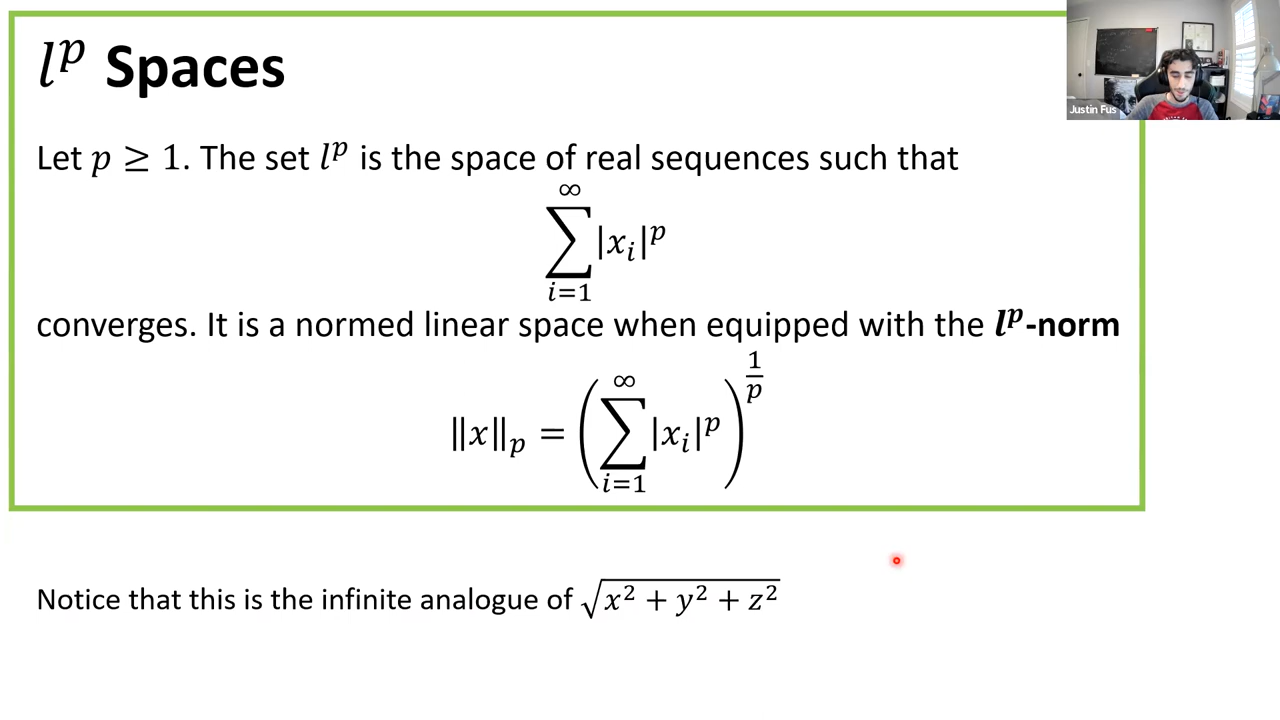 l^p Spaces
Justin Fus
Let p ≥ 1. The set l^p is the space of real sequences such that
∑_{i=1}^{∞} |x_i|^p
converges. It is a normed linear space when equipped with the l^p-norm
‖x‖_p = (∑_{i=1}^{∞} |x_i|^p)^{1/p}
Notice that this is the infinite analogue of √(x² + y² + z²)